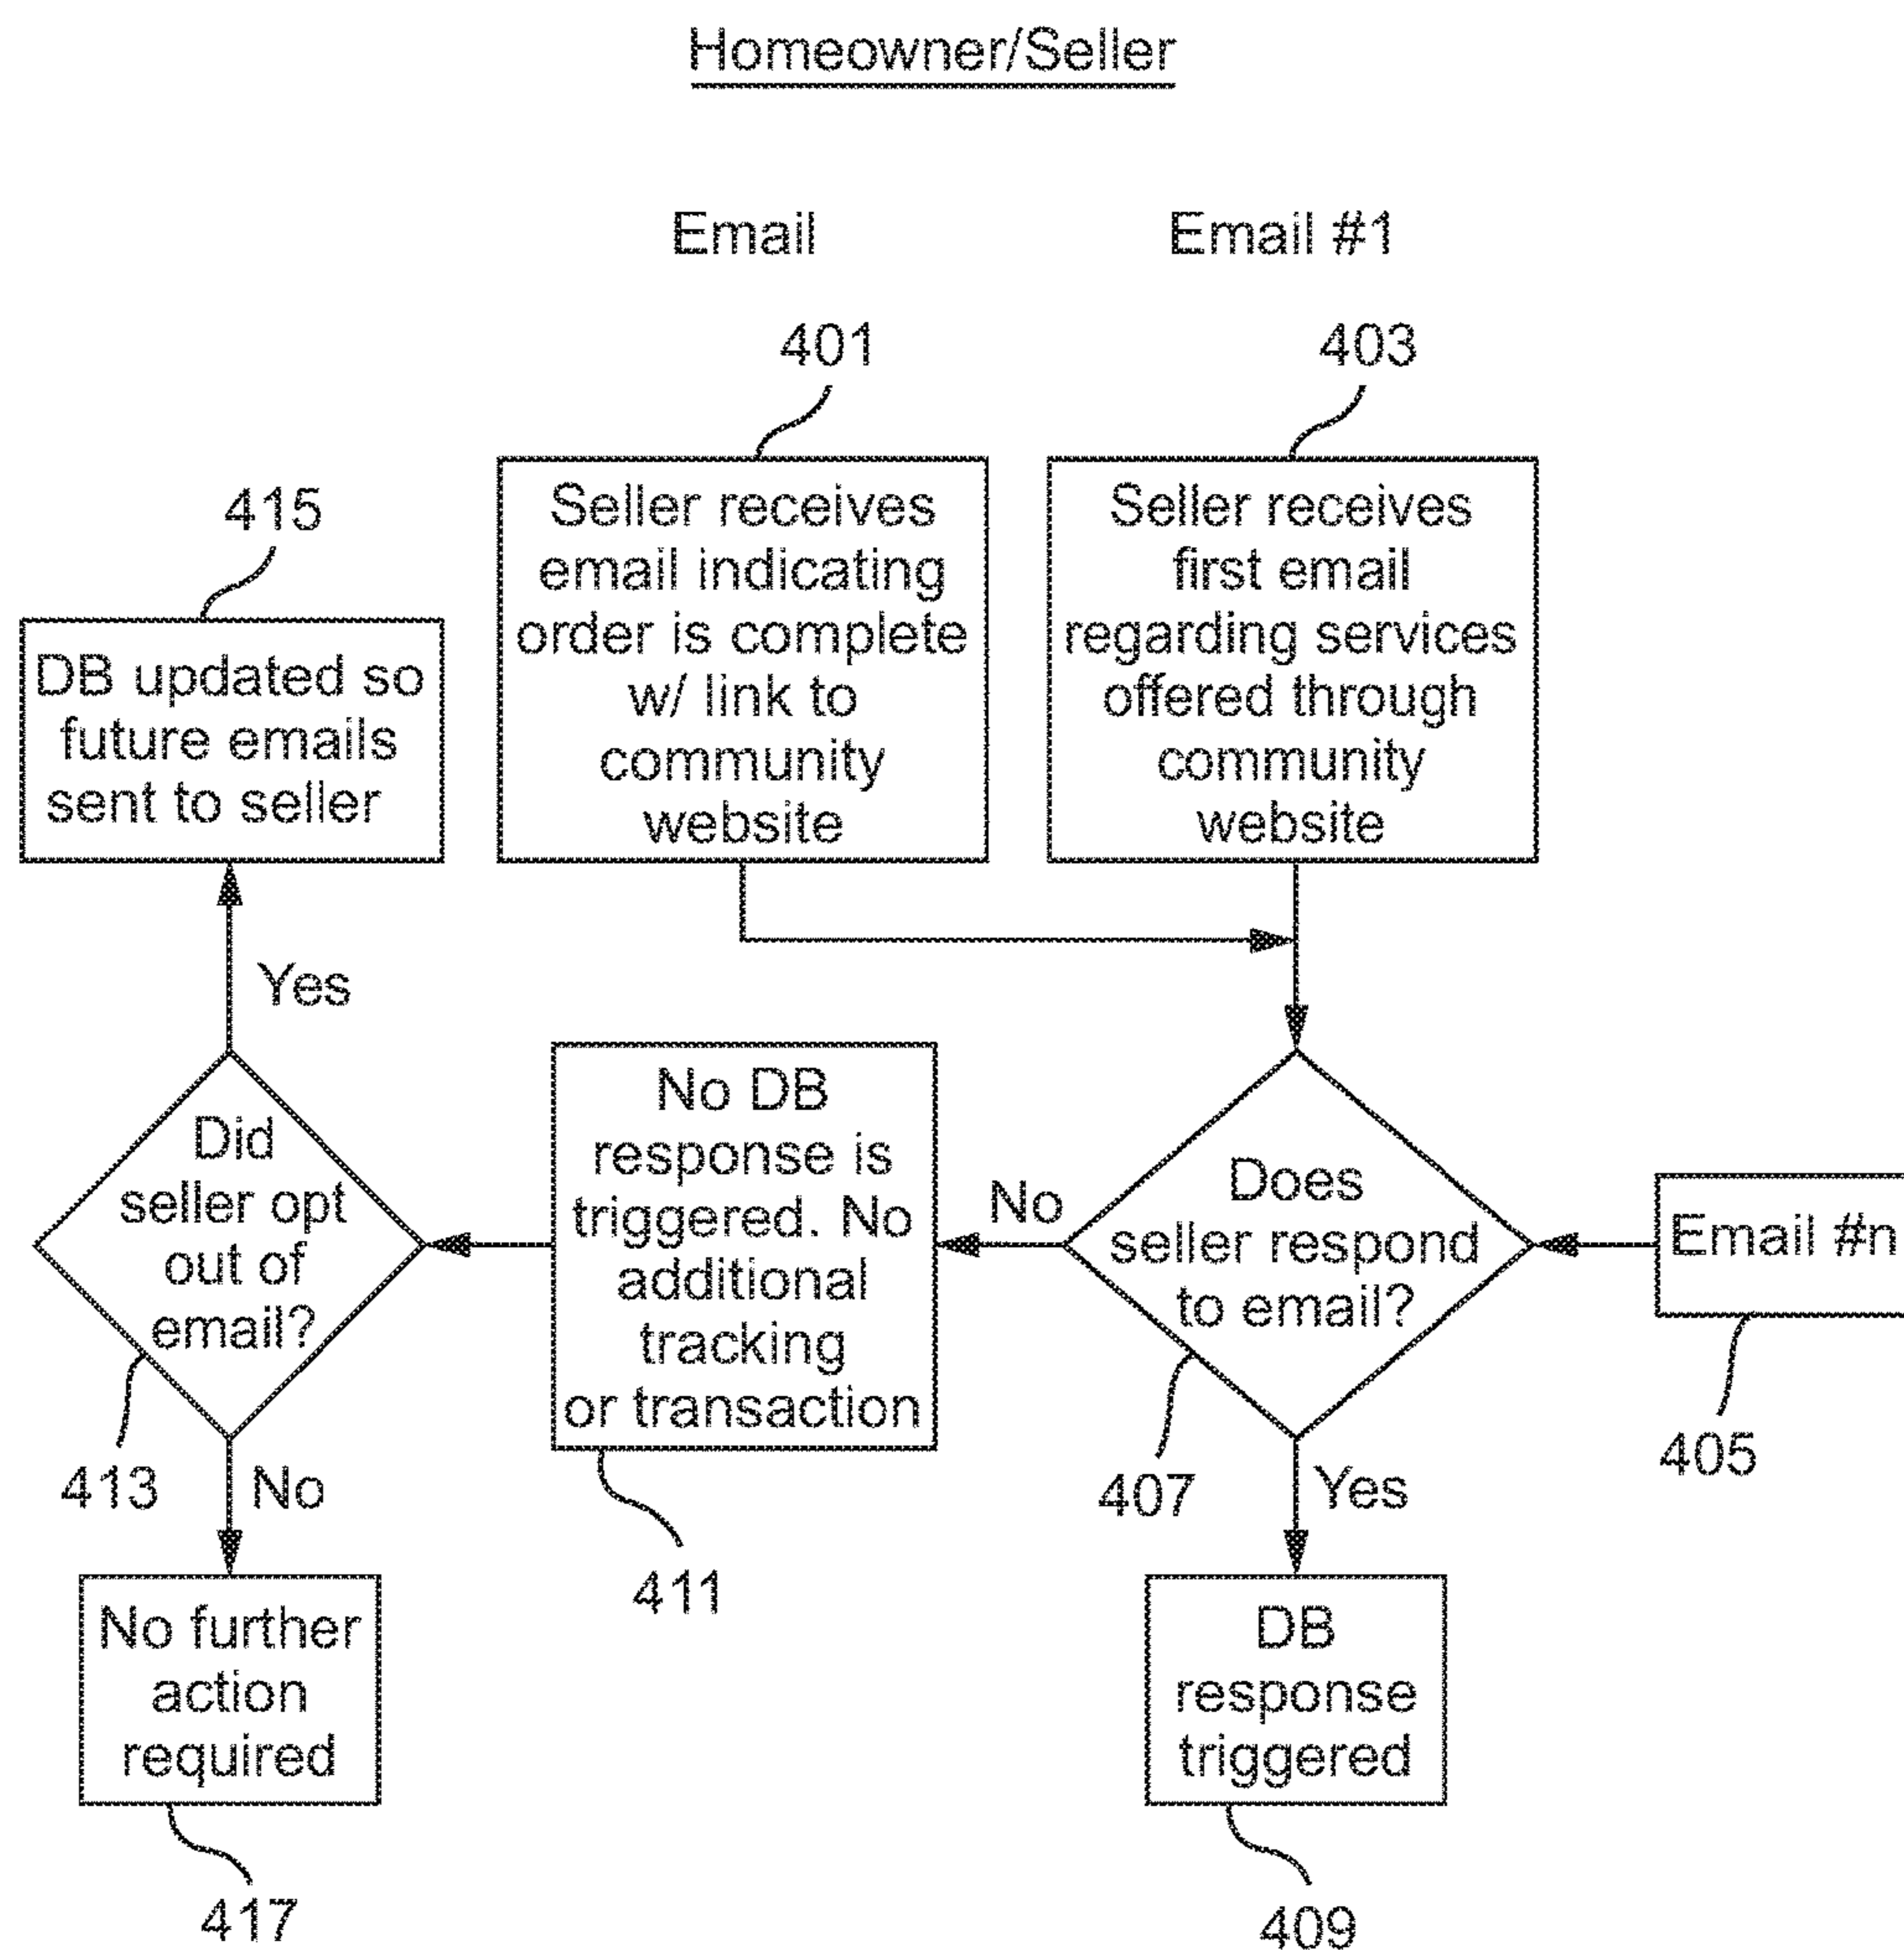 Homeowner/Seller
Email
Email #1
401
403
415
Seller receives
email indicating
order is complete
w/ link to
community
website
Seller receives
first email
regarding services
offered through
community
website
DB updated so
future emails
sent to seller
Yes
Did
seller opt
out of
email?
No DB
response is
triggered. No
additional
tracking
or transaction
No
Does
seller respond
to email?
Email #n
413
No
411
407
Yes
405
No further
action
required
DB
response
triggered
417
409